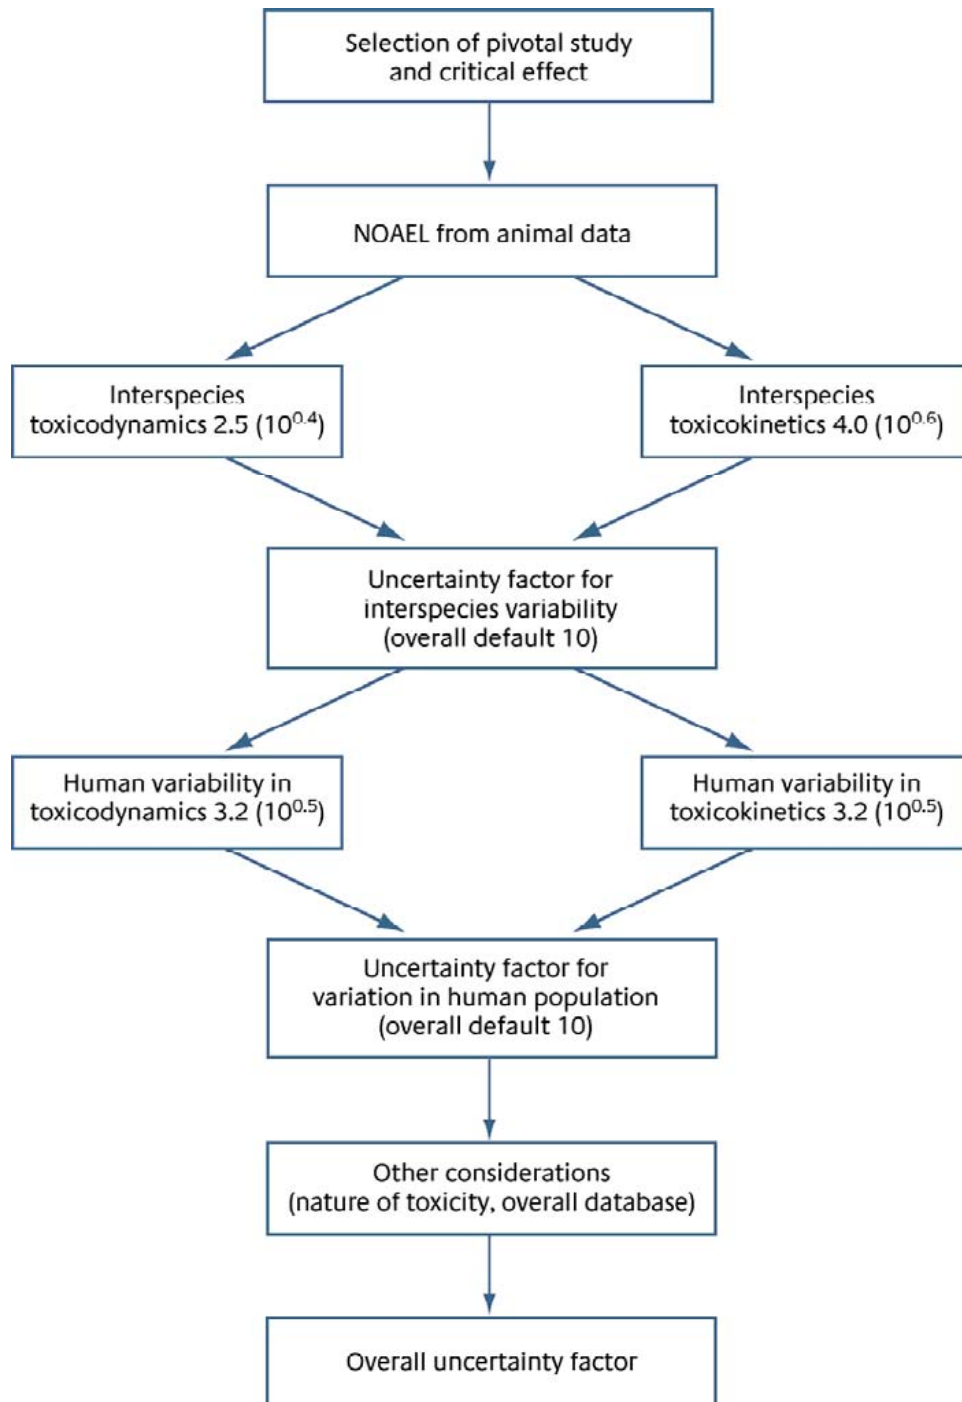 Selection of pivotal study
and critical effect
NOAEL from animal data
Interspecies
toxicodynamics 2.5 (10^0.4)
Interspecies
toxicokinetics 4.0 (10^0.6)
Uncertainty factor for
interspecies variability
(overall default 10)
Human variability in
toxicodynamics 3.2 (10^0.5)
Human variability in
toxicokinetics 3.2 (10^0.5)
Uncertainty factor for
variation in human population
(overall default 10)
Other considerations
(nature of toxicity, overall database)
Overall uncertainty factor